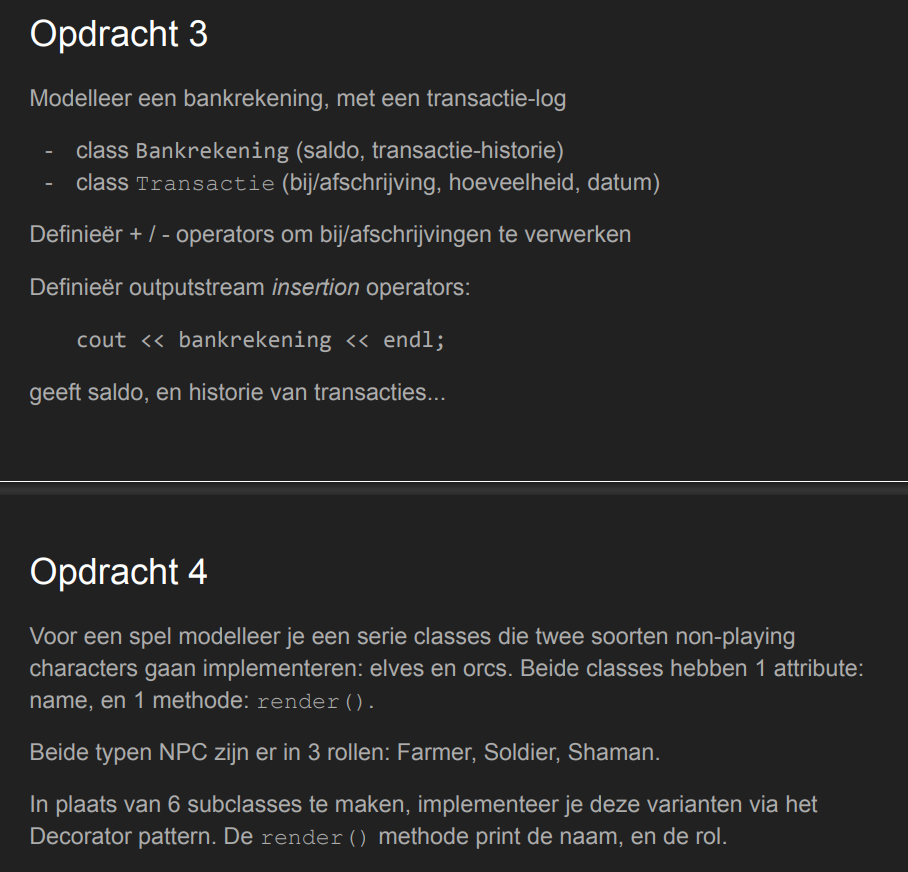 Opdracht 3
Modelleer een bankrekening, met een transactie-log
- class Bankrekening (saldo, transactie-historie)
- class Transactie (bij/afschrijving, hoeveelheid, datum)
Definieër + / - operators om bij/afschrijvingen te verwerken
Definieër outputstream insertion operators:
cout << bankrekening << endl;
geeft saldo, en historie van transacties...
Opdracht 4
Voor een spel modelleer je een serie classes die twee soorten non-playing
characters gaan implementeren: elves en orcs. Beide classes hebben 1 attribute:
name, en 1 methode: render().
Beide typen NPC zijn er in 3 rollen: Farmer, Soldier, Shaman.
In plaats van 6 subclasses te maken, implementeer je deze varianten via het
Decorator pattern. De render() methode print de naam, en de rol.